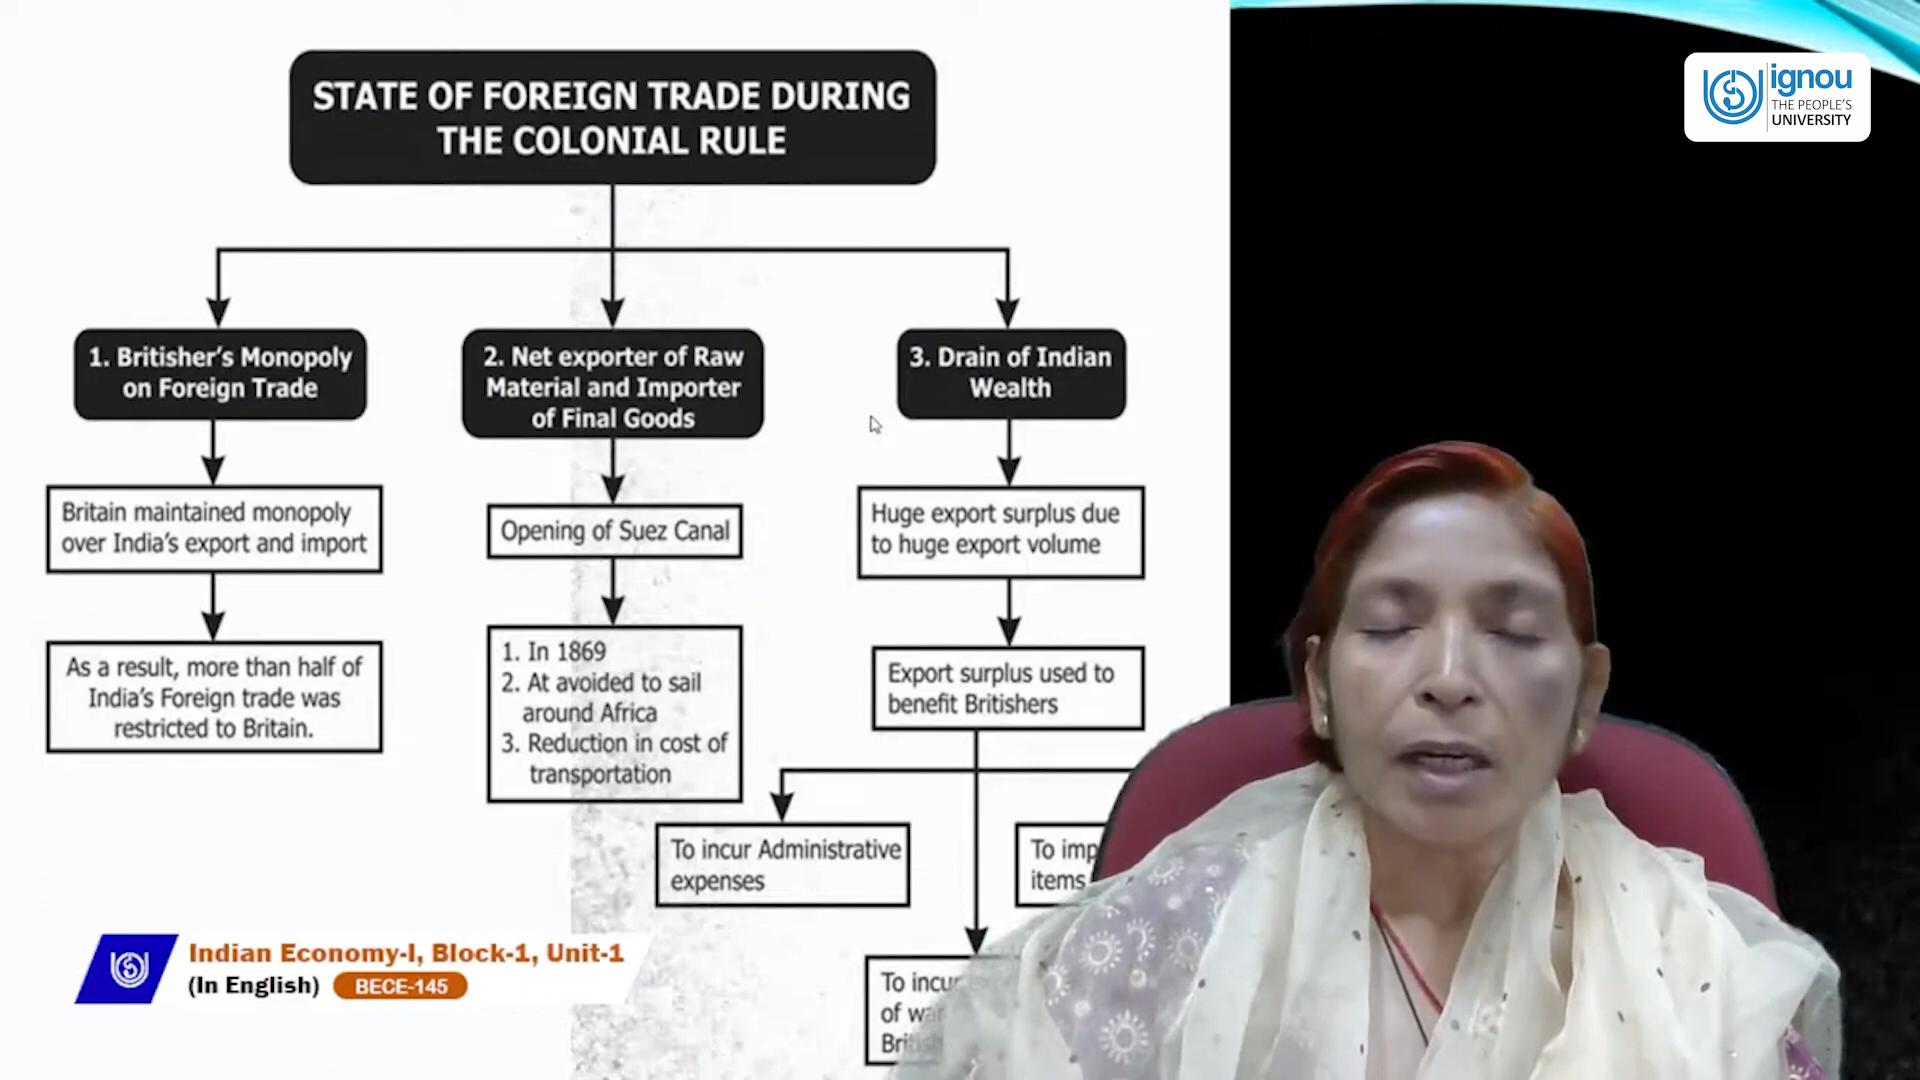 STATE OF FOREIGN TRADE DURING
THE COLONIAL RULE
ignou
THE PEOPLE'S
UNIVERSITY
1. Britisher's Monopoly
on Foreign Trade
2. Net exporter of Raw
Material and Importer
of Final Goods
3. Drain of Indian
Wealth
Britain maintained monopoly
over India's export and import
Opening of Suez Canal
Huge export surplus due
to huge export volume
As a result, more than half of
India's Foreign trade was
restricted to Britain.
1. In 1869
2. At avoided to sail
around Africa
3. Reduction in cost of
transportation
Export surplus used to
benefit Britishers
To incur Administrative
expenses
To
items
To
of
Indian Economy-I, Block-1, Unit-1
(In English) BECE-145